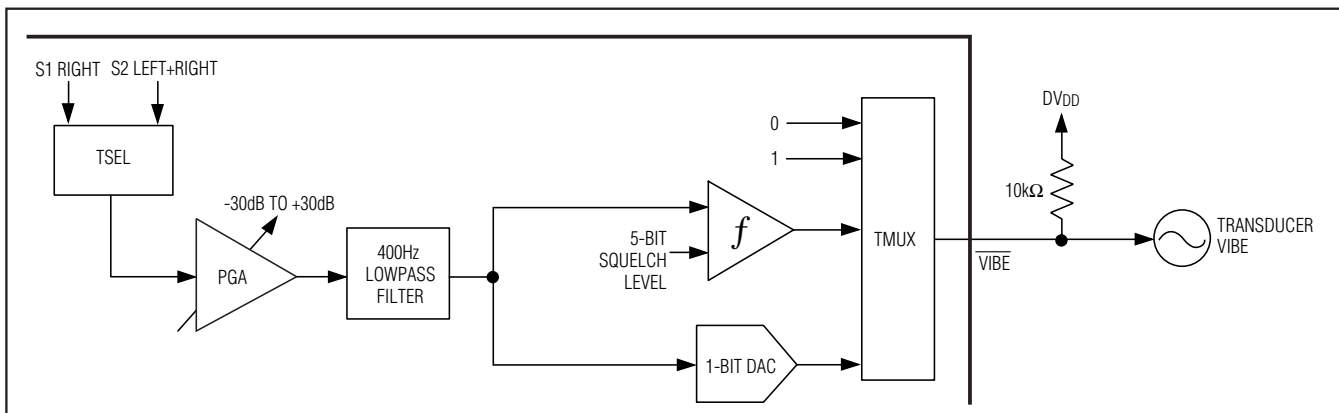 S1 RIGHT
S2 LEFT+RIGHT
TSEL
-30dB TO +30dB
PGA
400Hz
LOWPASS
FILTER
5-BIT
SQUELCH
LEVEL
f
1-BIT DAC
0
1
TMUX
VIBE
DVDD
10kΩ
TRANSDUCER
VIBE